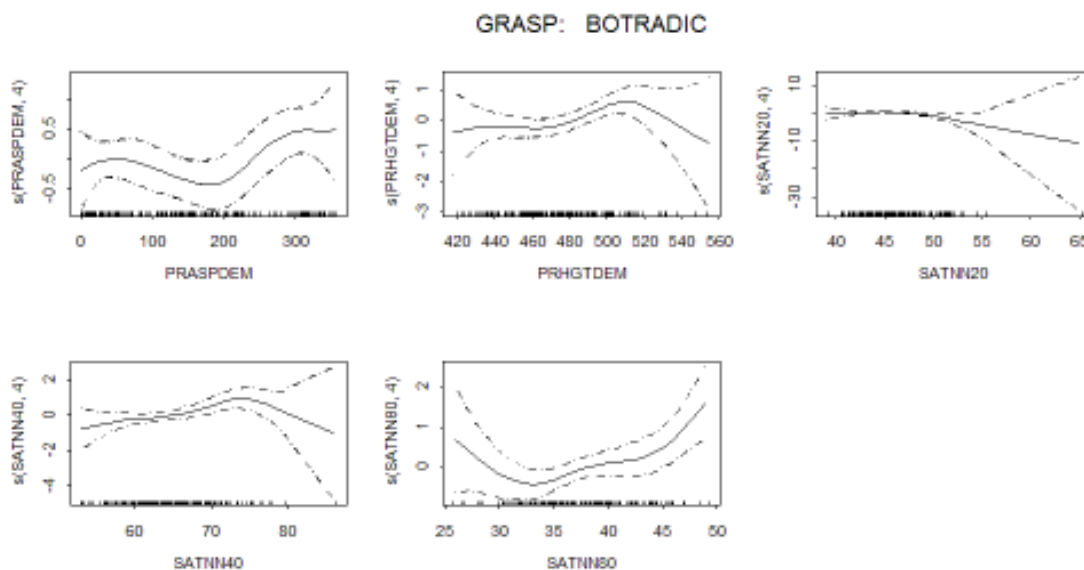 GRASP: BOTRADIC
s(PRASPDEM, 4)
0.5
-0.5
0 100 200 300
PRASPDEM
s(PRHGTDEM, 4)
1
0
-1
-2
-3
420 440 460 480 500 520 540 560
PRHGTDEM
s(SATNN20, 4)
10
-10
-30
40 45 50 55 60 65
SATNN20
s(SATNN40, 4)
2
0
-2
-4
60 70 80
SATNN40
s(SATNN80, 4)
2
1
0
25 30 35 40 45 50
SATNN80